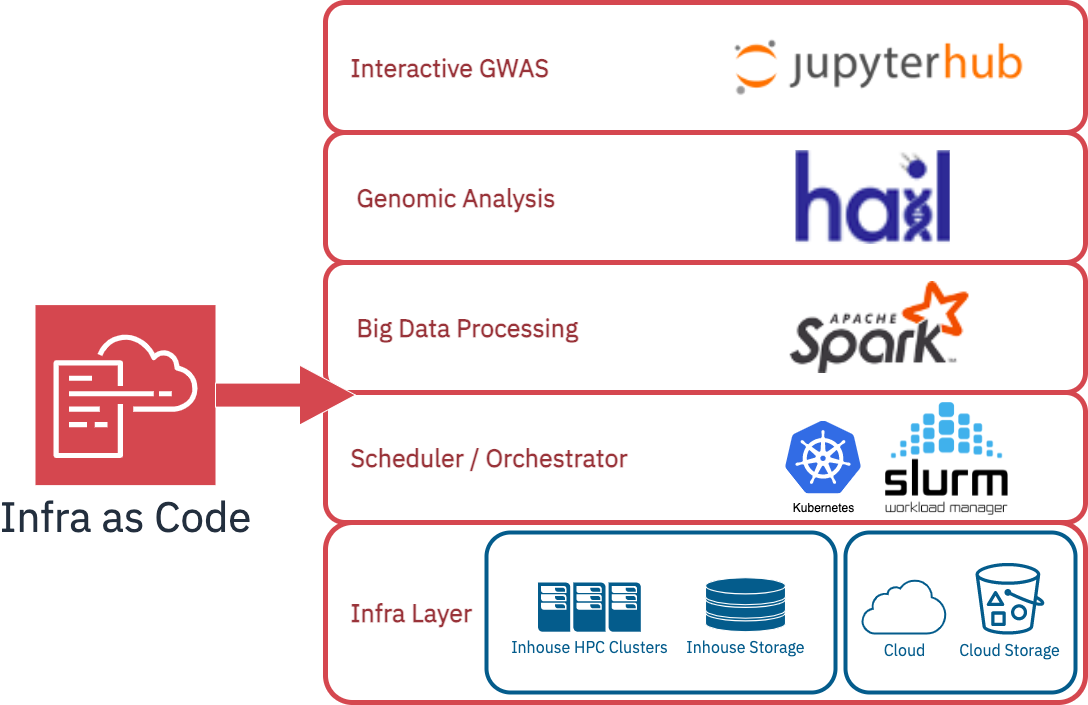 Interactive GWAS
jupyterhub
Genomic Analysis
hail
Big Data Processing
APACHE
Spark
TM
Scheduler / Orchestrator
Kubernetes
slurm
workload manager
Infra as Code
Infra Layer
Inhouse HPC Clusters
Inhouse Storage
Cloud
Cloud Storage